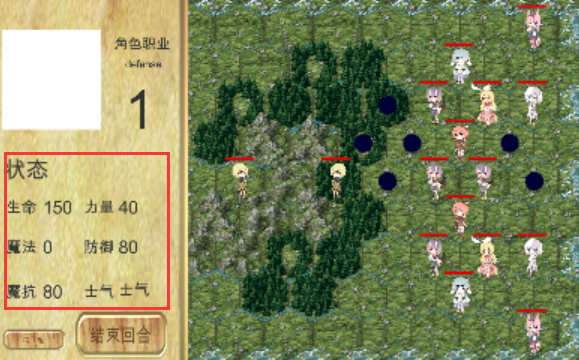 角色职业
defense
1
状态
生命 150 力量 40
魔法 0 防御 80
魔抗 80 士气 士气
结束回合